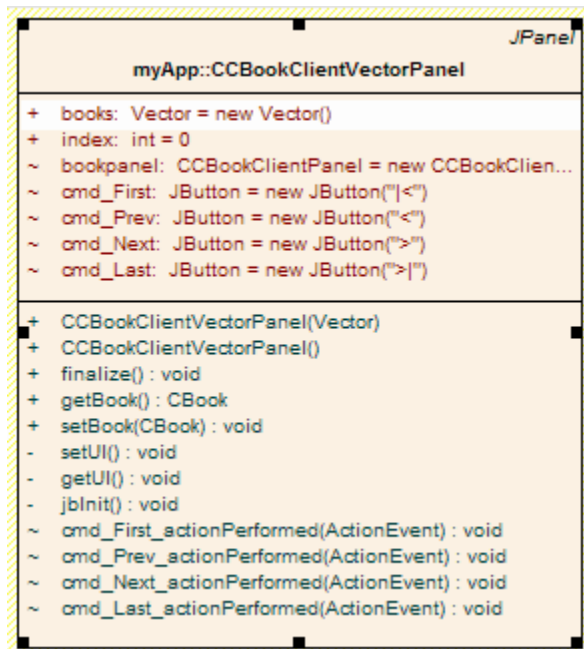 JPanel
myApp::CCBookClientVectorPanel
+ books: Vector = new Vector()
+ index: int = 0
~ bookpanel: CCBookClientPanel = new CCBookClien...
~ cmd_First: JButton = new JButton("|<")
~ cmd_Prev: JButton = new JButton("<")
~ cmd_Next: JButton = new JButton(">")
~ cmd_Last: JButton = new JButton(">|")
+ CCBookClientVectorPanel(Vector)
+ CCBookClientVectorPanel()
+ finalize() : void
+ getBook() : CBook
+ setBook(CBook) : void
- setUI() : void
- getUI() : void
- jbInit() : void
~ cmd_First_actionPerformed(ActionEvent) : void
~ cmd_Prev_actionPerformed(ActionEvent) : void
~ cmd_Next_actionPerformed(ActionEvent) : void
~ cmd_Last_actionPerformed(ActionEvent) : void